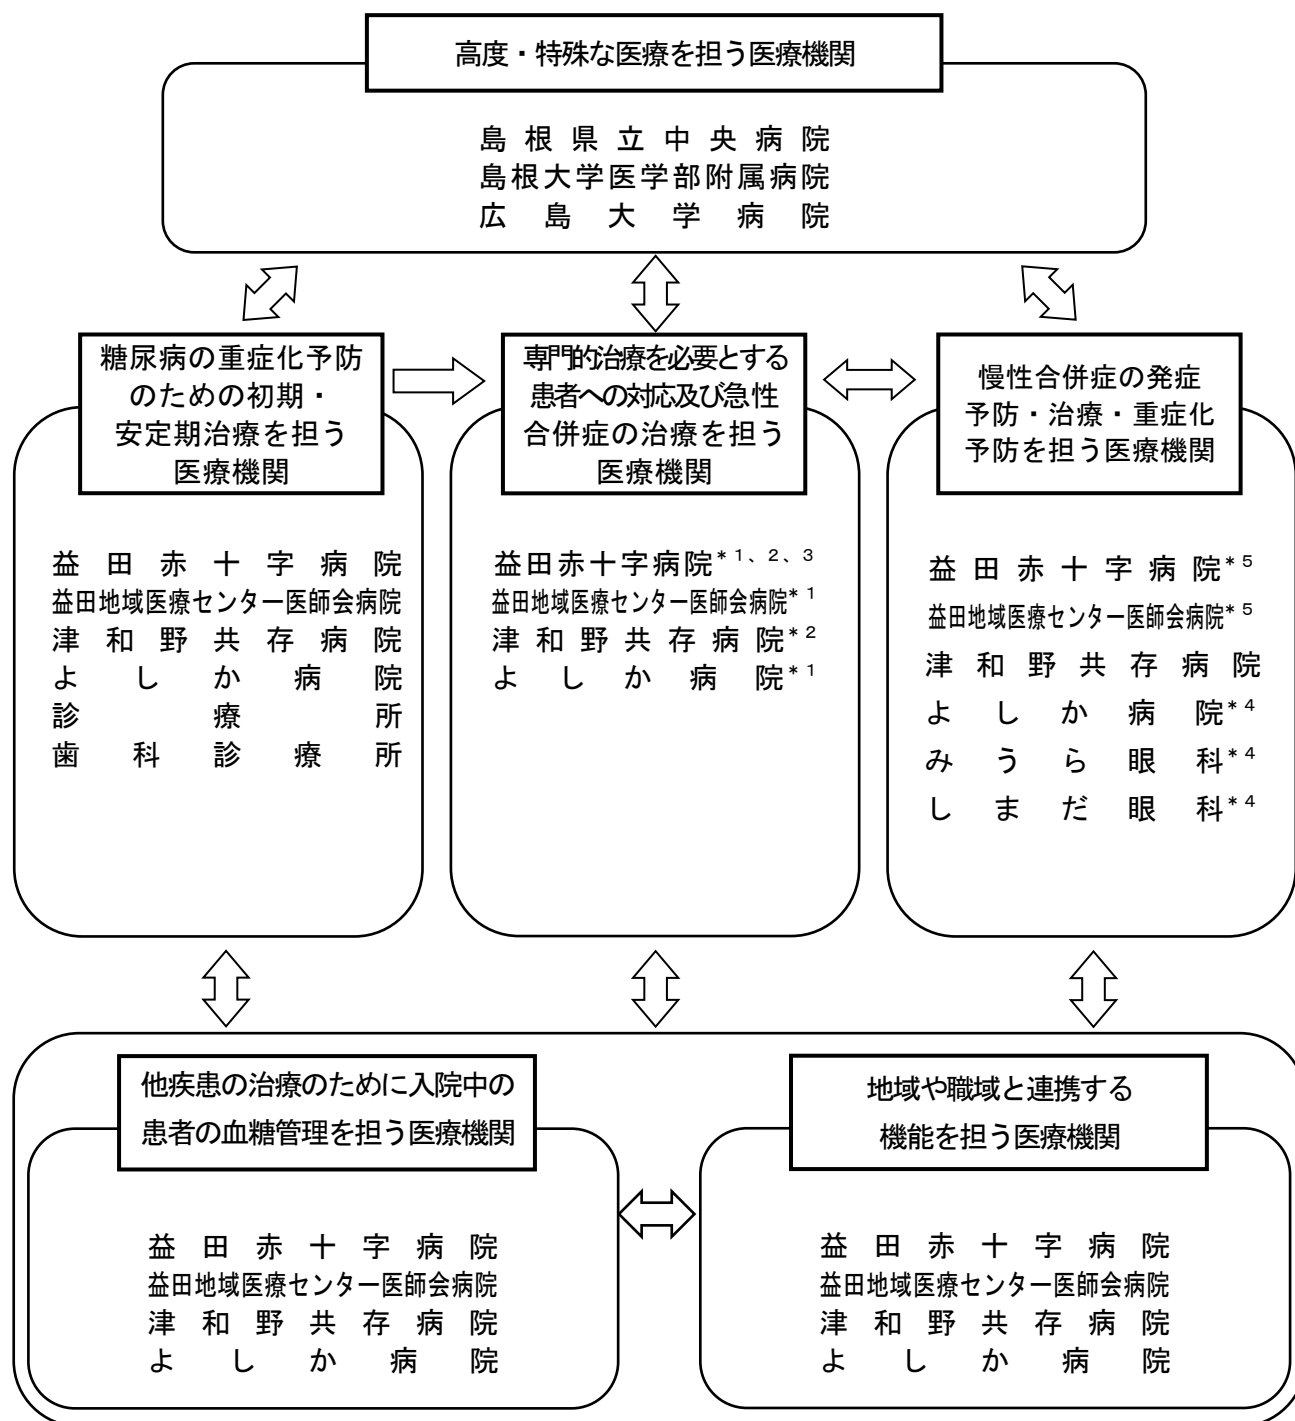 高度・特殊な医療を担う医療機関
島根県立中央病院
島根大学医学部附属病院
広島大学病院
糖尿病の重症化予防
のための初期・
安定期治療を担う
医療機関
益田赤十字病院
益田地域医療センター医師会病院
津和野共存病院
よしか病院
診療所
歯科診療所
専門的治療を必要とする
患者への対応及び急性
合併症の治療を担う
医療機関
益田赤十字病院*1、2、3
益田地域医療センター医師会病院*1
津和野共存病院*2
よしか病院*1
慢性合併症の発症
予防・治療・重症化
予防を担う医療機関
益田赤十字病院*5
益田地域医療センター医師会病院*5
津和野共存病院
よしか病院*4
みうら眼科*4
しまだ眼科*4
他疾患の治療のために入院中の
患者の血糖管理を担う医療機関
益田赤十字病院
益田地域医療センター医師会病院
津和野共存病院
よしか病院
地域や職域と連携する
機能を担う医療機関
益田赤十字病院
益田地域医療センター医師会病院
津和野共存病院
よしか病院